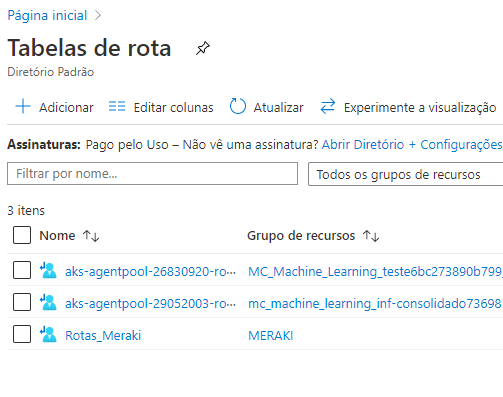 Página inicial >
Tabelas de rota
Diretório Padrão
Adicionar Editar colunas Atualizar Experimente a visualização
Assinaturas: Pago pelo Uso – Não vê uma assinatura? Abrir Diretório + Configurações
Filtrar por nome... Todos os grupos de recursos
3 itens
Nome ↑↓ Grupo de recursos ↑↓
aks-agentpool-26830920-ro... MC_Machine_Learning_teste6bc273890b799_
aks-agentpool-29052003-ro... mc_machine_learning_inf-consolidado73698
Rotas_Meraki MERAKI